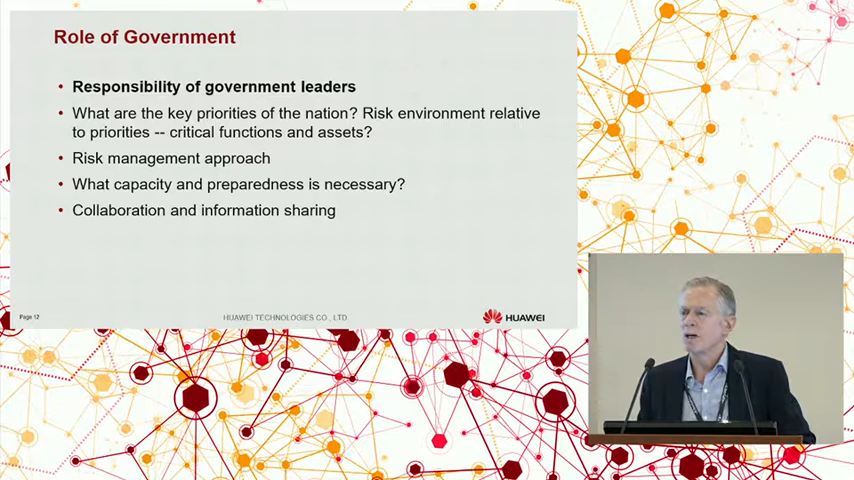 Role of Government
• Responsibility of government leaders
• What are the key priorities of the nation? Risk environment relative
to priorities -- critical functions and assets?
• Risk management approach
• What capacity and preparedness is necessary?
• Collaboration and information sharing
Page 12
HUAWEI TECHNOLOGIES CO., LTD
HUAWEI